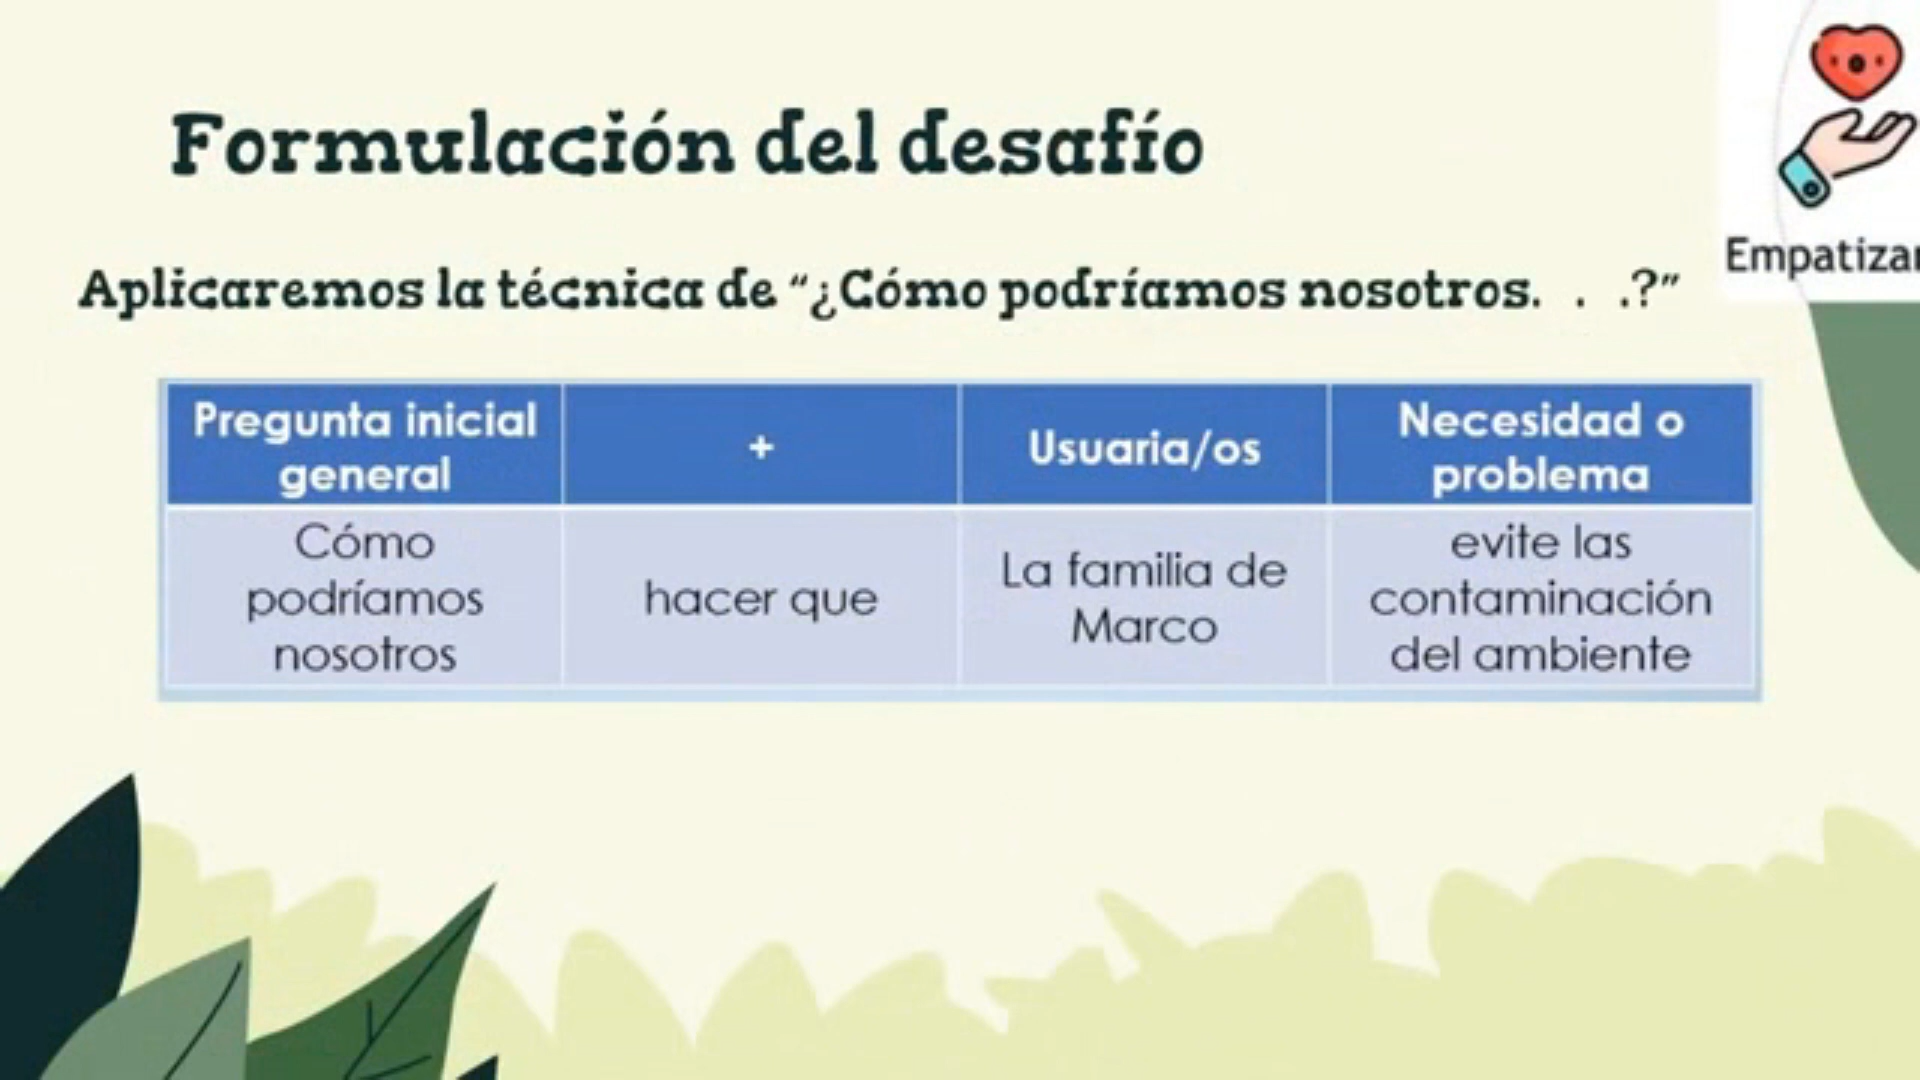 Formulación del desafío
Empatizar
Aplicaremos la técnica de “¿Cómo podríamos nosotros. . .?”
Pregunta inicial
general
+
Usuaria/os
Necesidad o
problema
Cómo
podríamos
nosotros
hacer que
La familia de
Marco
evite las
contaminación
del ambiente